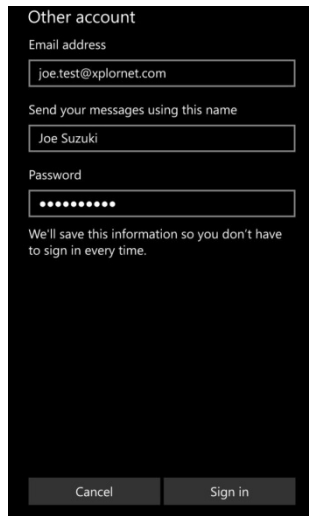 Other account
Email address
joe.test@xplornet.com
Send your messages using this name
Joe Suzuki
Password
●●●●●●●●●●
We'll save this information so you don't have
to sign in every time.
Cancel
Sign in